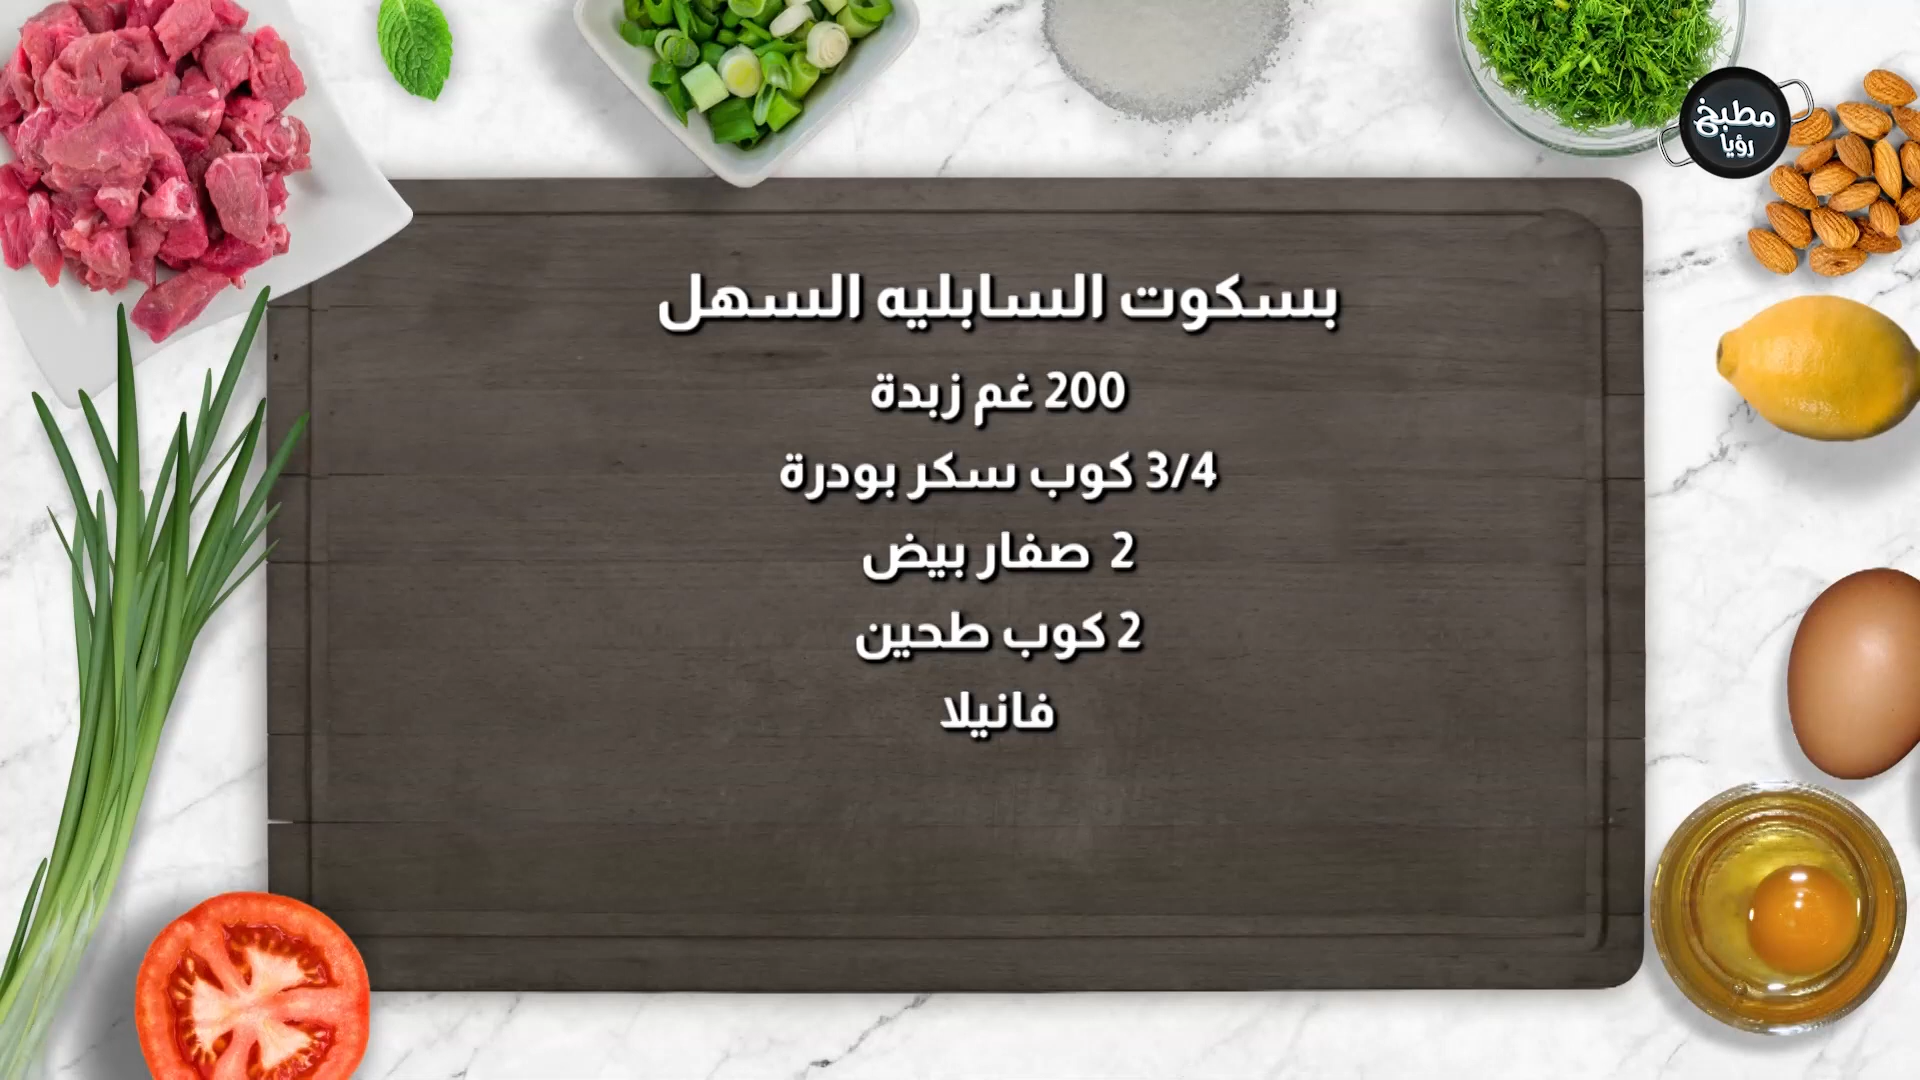 مطبخ
رؤيا
بسكوت السابليه السهل
200 غم زبدة
3/4 كوب سكر بودرة
2 صفار بيض
2 كوب طحين
فانيلا